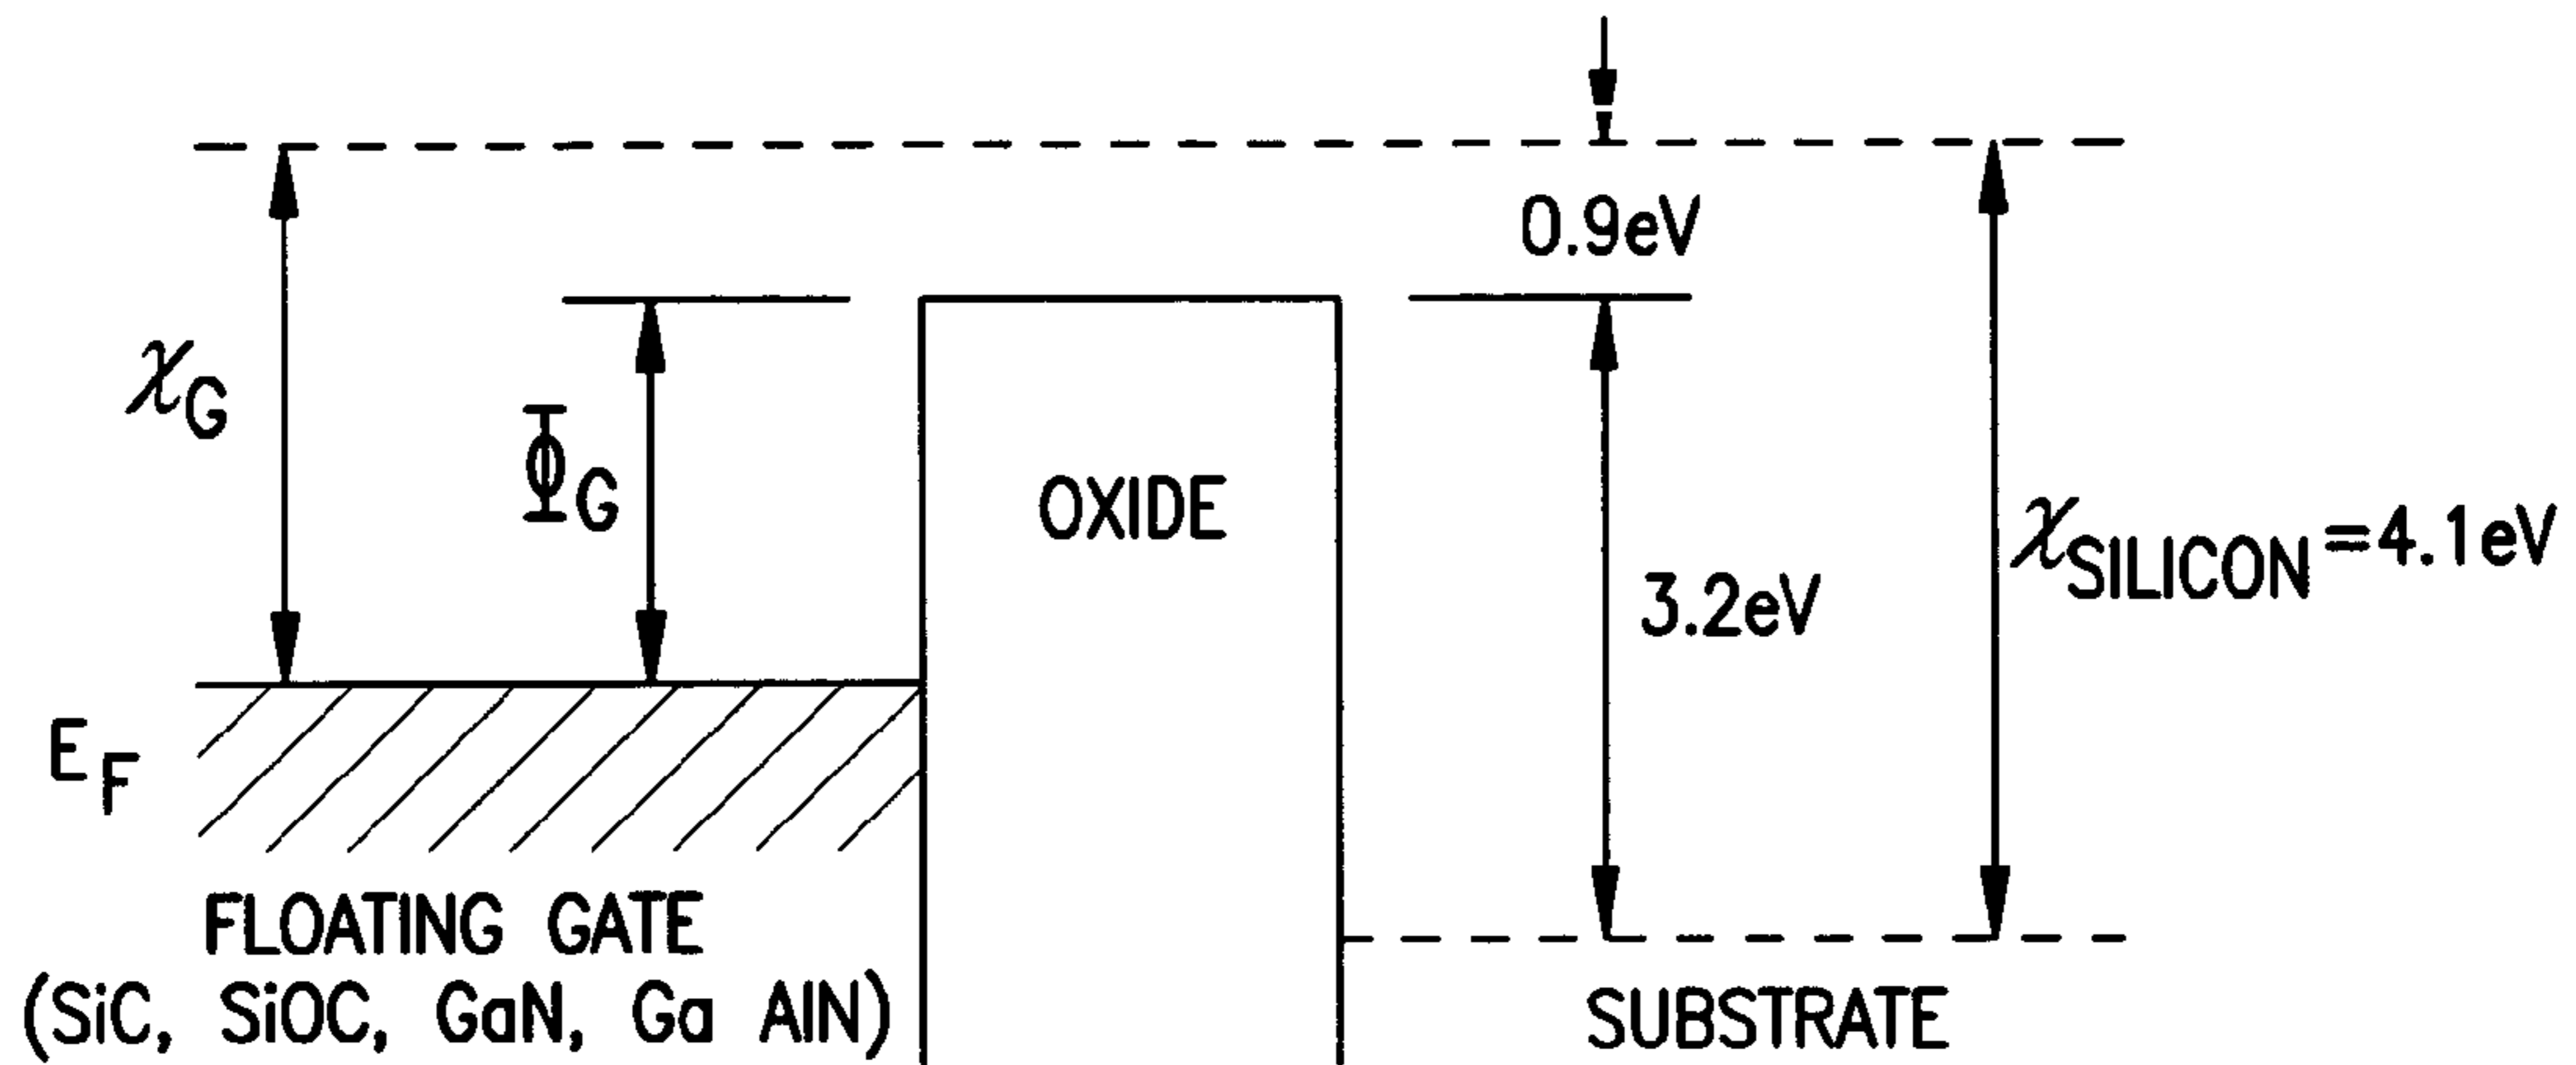 0.9eV
χG
ΦG
OXIDE
χSILICON=4.1eV
3.2eV
EF
FLOATING GATE
(SiC, SiOC, GaN, Ga AlN)
SUBSTRATE